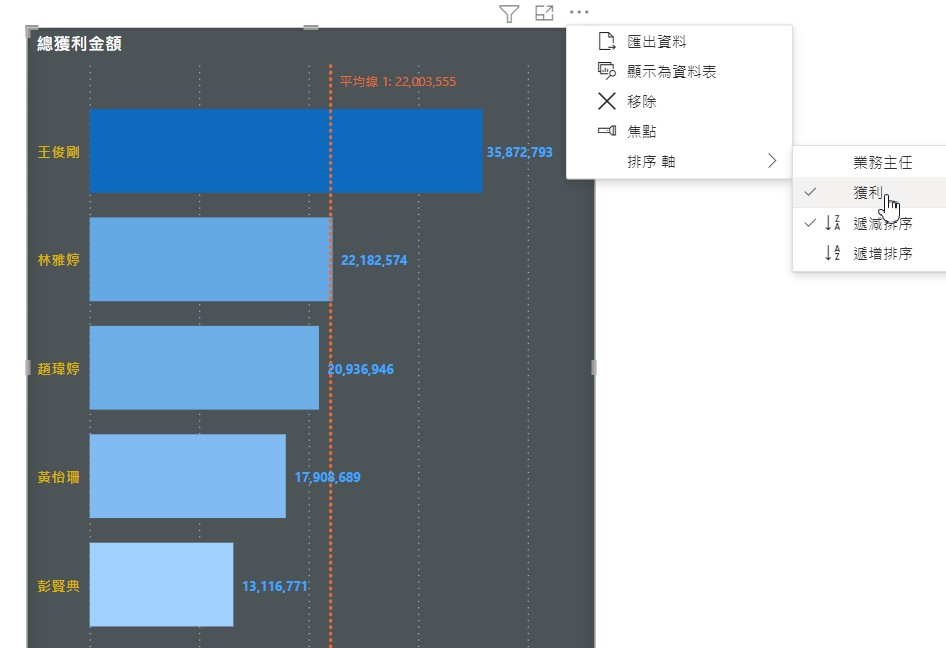 總獲利金額
平均線 1: 22,003,555
王俊剛
35,872,793
林雅婷
22,182,574
趙瑋婷
20,936,946
黃怡珊
17,908,689
彭賢典
13,116,771
匯出資料
顯示為資料表
移除
焦點
排序 軸
業務主任
獲利
遞減排序
遞增排序